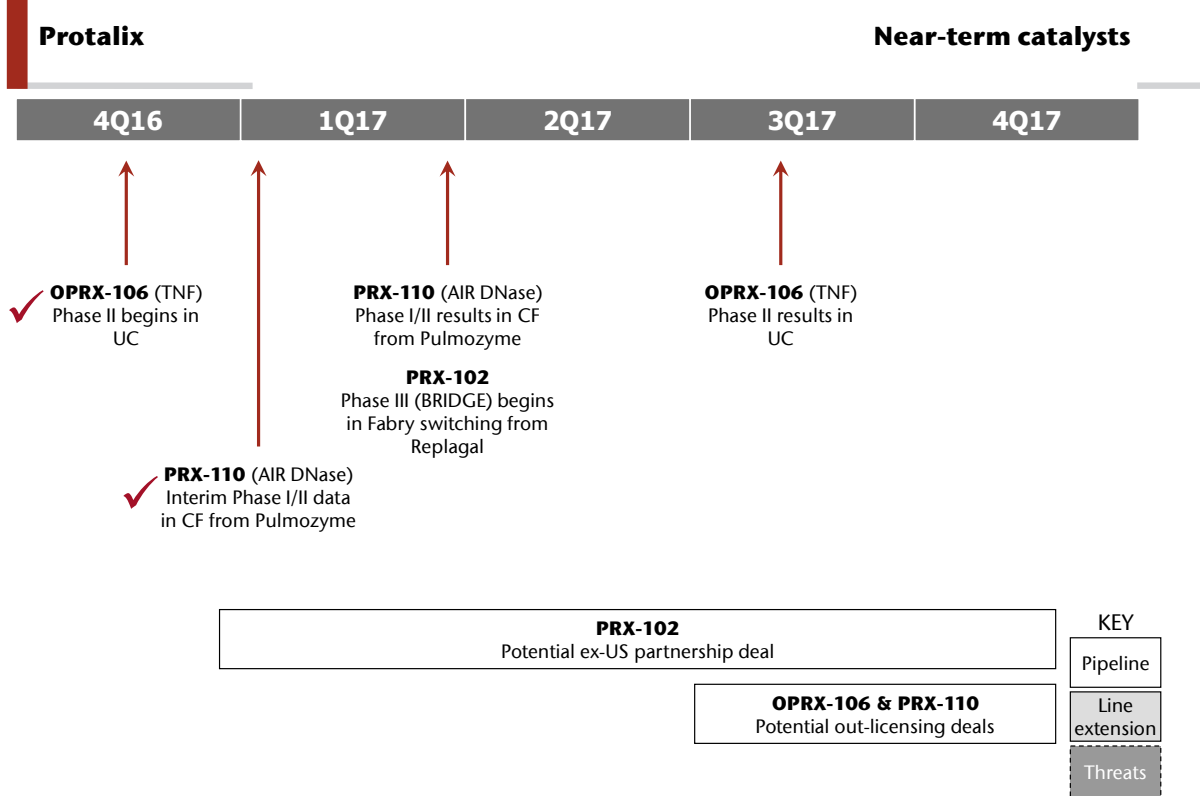 Protalix
Near-term catalysts
4Q16
1Q17
2Q17
3Q17
4Q17
OPRX-106 (TNF)
Phase II begins in
UC
PRX-110 (AIR DNase)
Interim Phase I/II data
in CF from Pulmozyme
PRX-110 (AIR DNase)
Phase I/II results in CF
from Pulmozyme
PRX-102
Phase III (BRIDGE) begins
in Fabry switching from
Replagal
OPRX-106 (TNF)
Phase II results in
UC
PRX-102
Potential ex-US partnership deal
OPRX-106 & PRX-110
Potential out-licensing deals
KEY
Pipeline
Line
extension
Threats